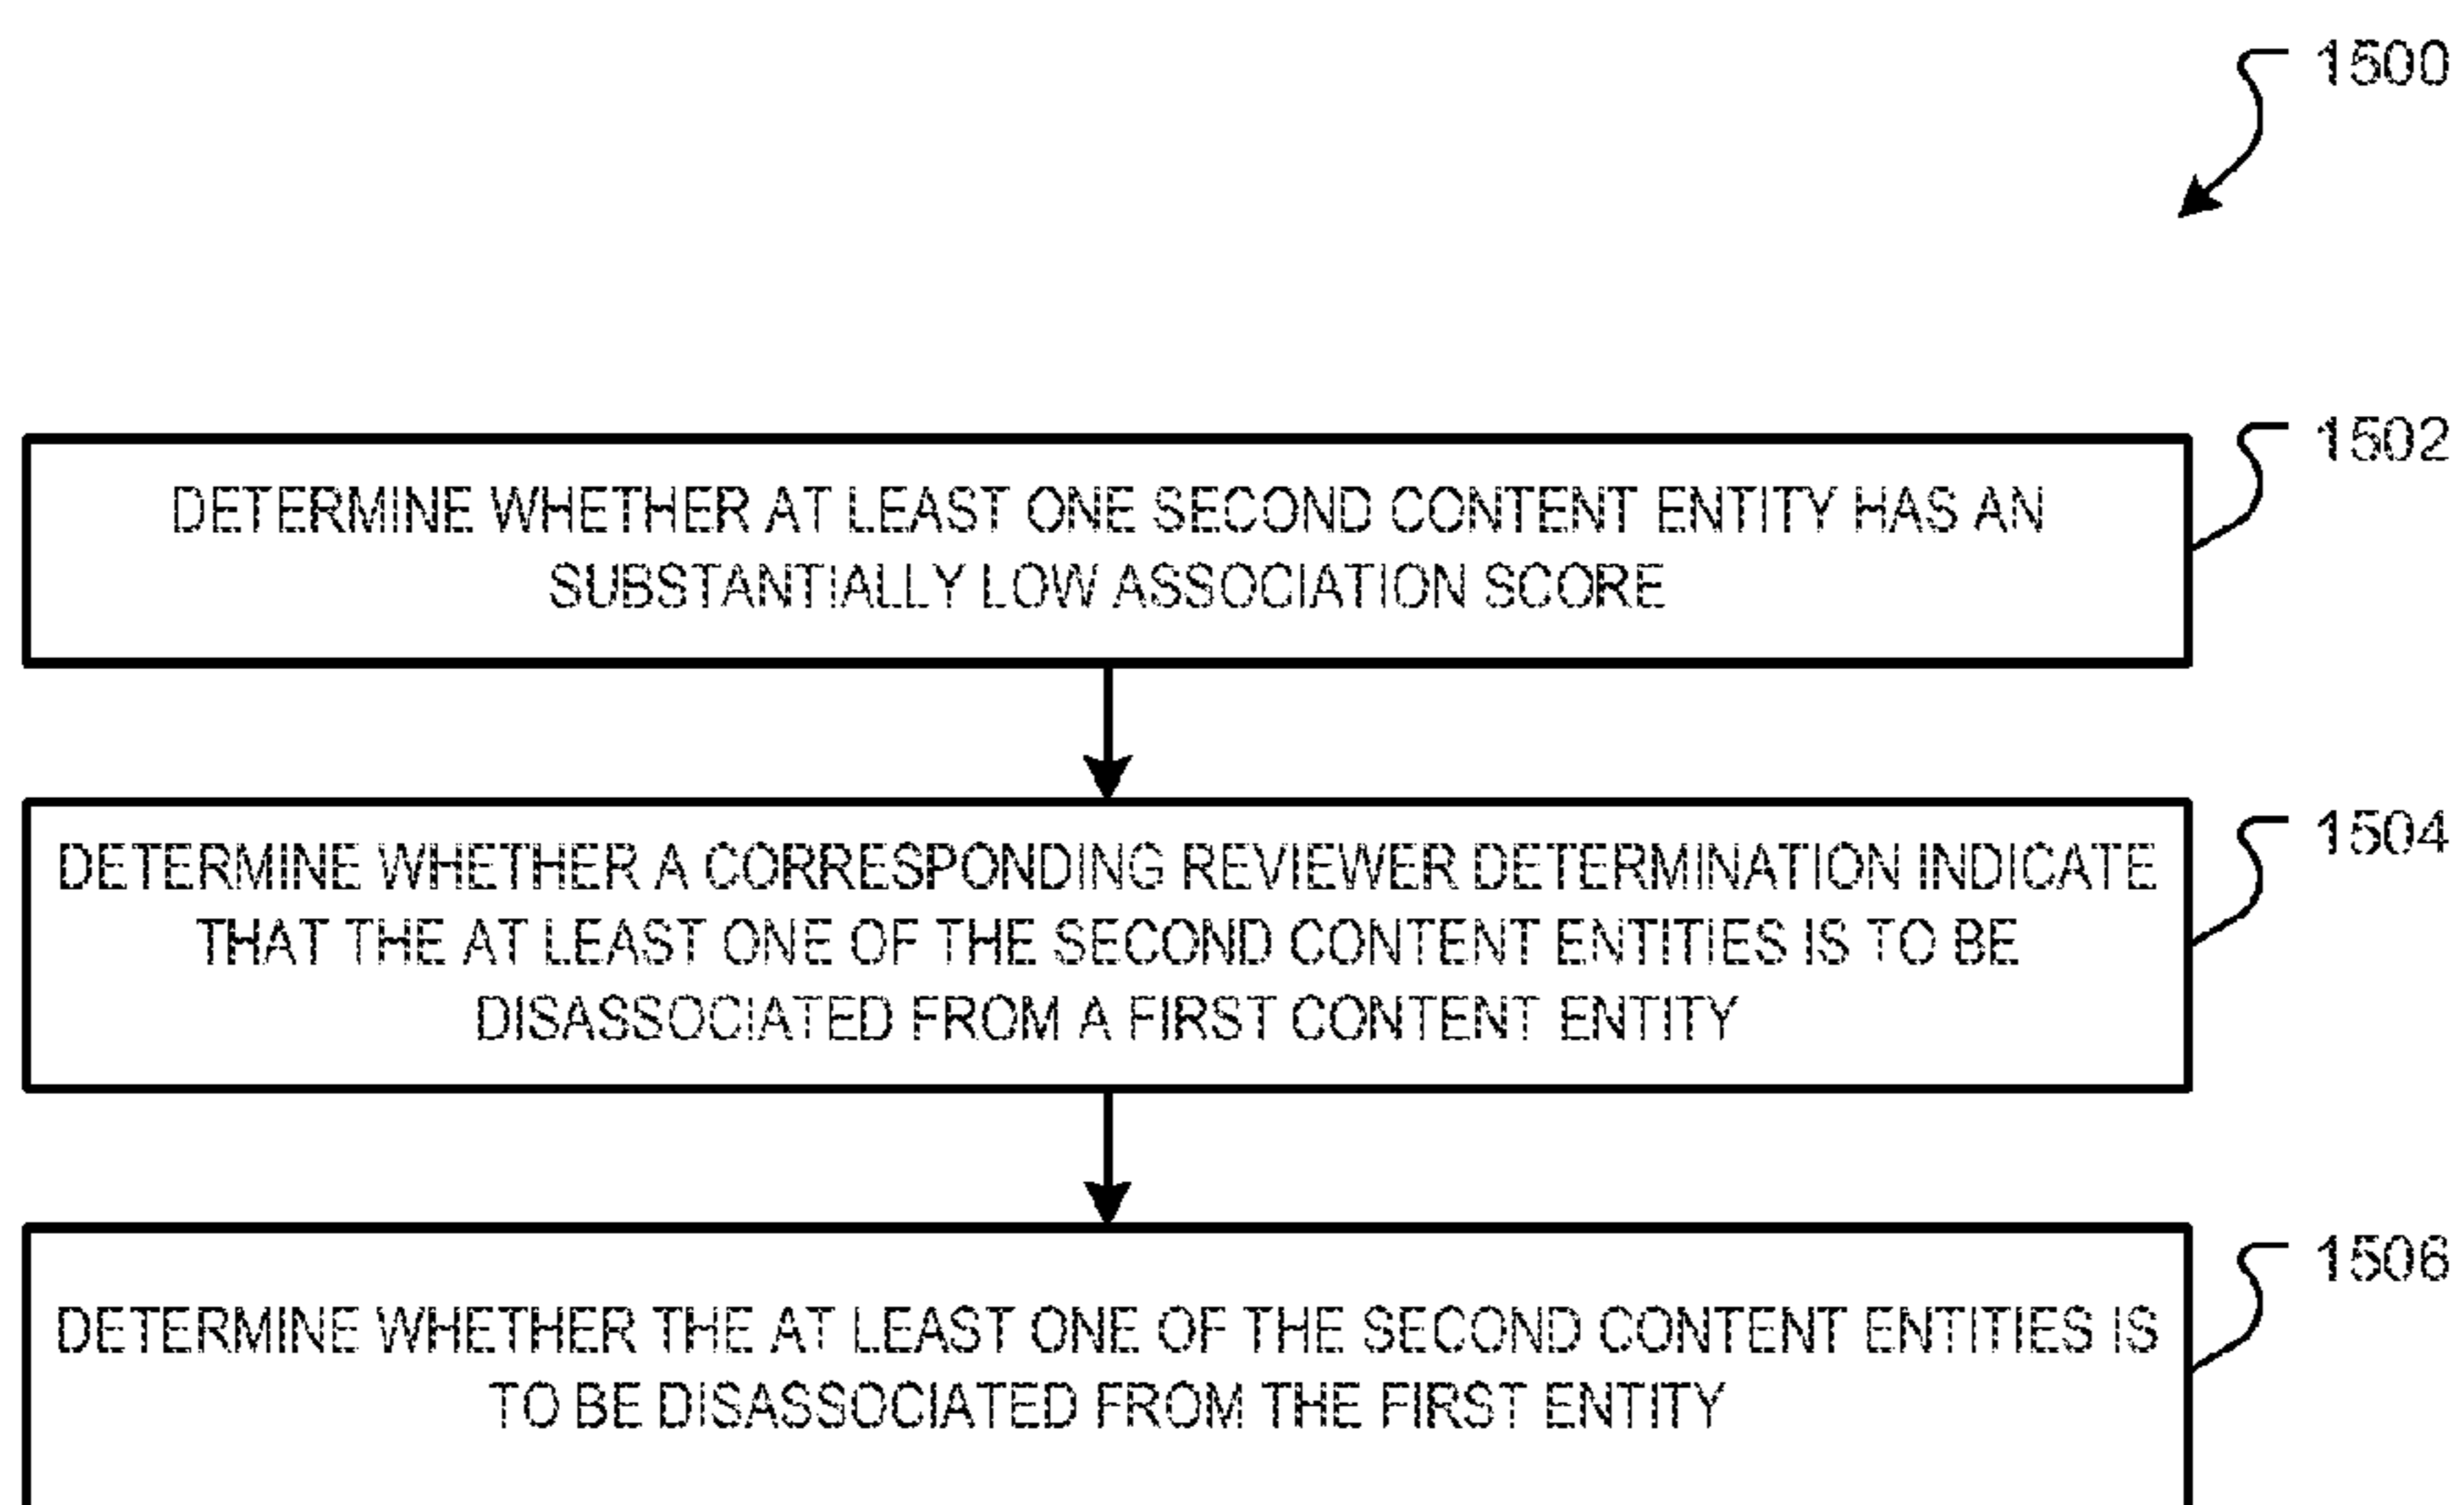 1500
1502
DETERMINE WHETHER AT LEAST ONE SECOND CONTENT ENTITY HAS AN
SUBSTANTIALLY LOW ASSOCIATION SCORE
1504
DETERMINE WHETHER A CORRESPONDING REVIEWER DETERMINATION INDICATE
THAT THE AT LEAST ONE OF THE SECOND CONTENT ENTITIES IS TO BE
DISASSOCIATED FROM A FIRST CONTENT ENTITY
1506
DETERMINE WHETHER THE AT LEAST ONE OF THE SECOND CONTENT ENTITIES IS
TO BE DISASSOCIATED FROM THE FIRST ENTITY